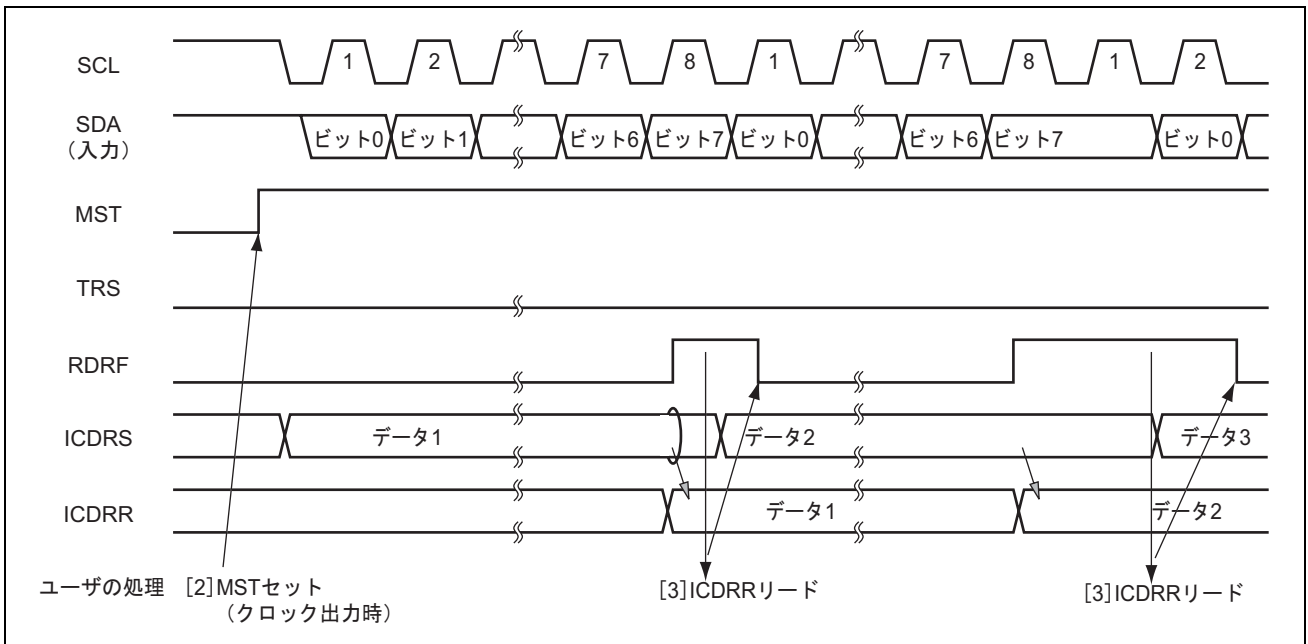 SCL 1 2 7 8 1 7 8 1 2
SDA
（入力）
ビット0 ビット1 ビット6 ビット7 ビット0 ビット6 ビット7 ビット0
MST
TRS
RDRF
ICDRS データ1 データ2 データ3
ICDRR データ1 データ2
ユーザの処理 [2]MSTセット [3]ICDRRリード [3]ICDRRリード
（クロック出力時）